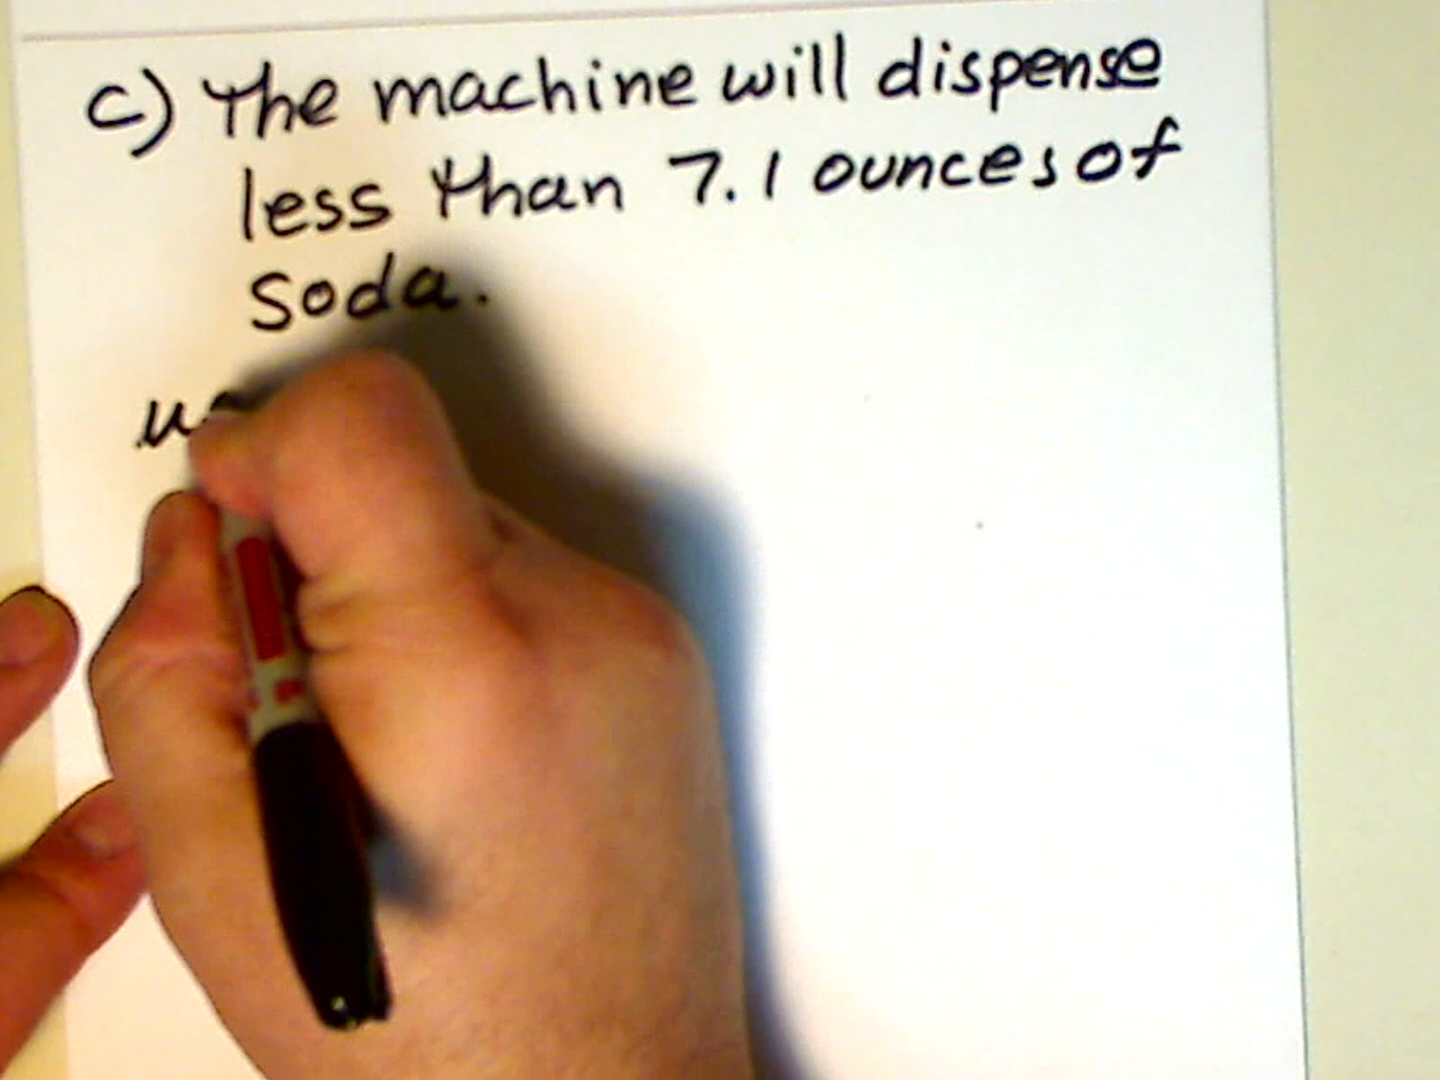 c) The machine will dispense
less than 7.1 ounces of
soda.